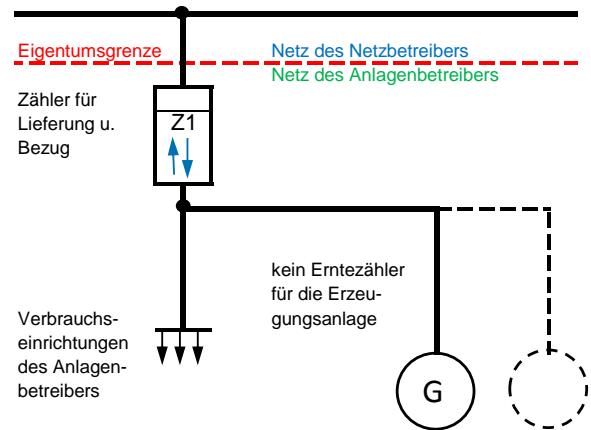 Eigentumsgrenze
Netz des Netzbetreibers
Netz des Anlagenbetreibers
Zähler für
Lieferung u.
Bezug
Z1
kein Erntezähler
für die Erzeu-
gungsanlage
Verbrauchs-
einrichtungen
des Anlagen-
betreibers
G